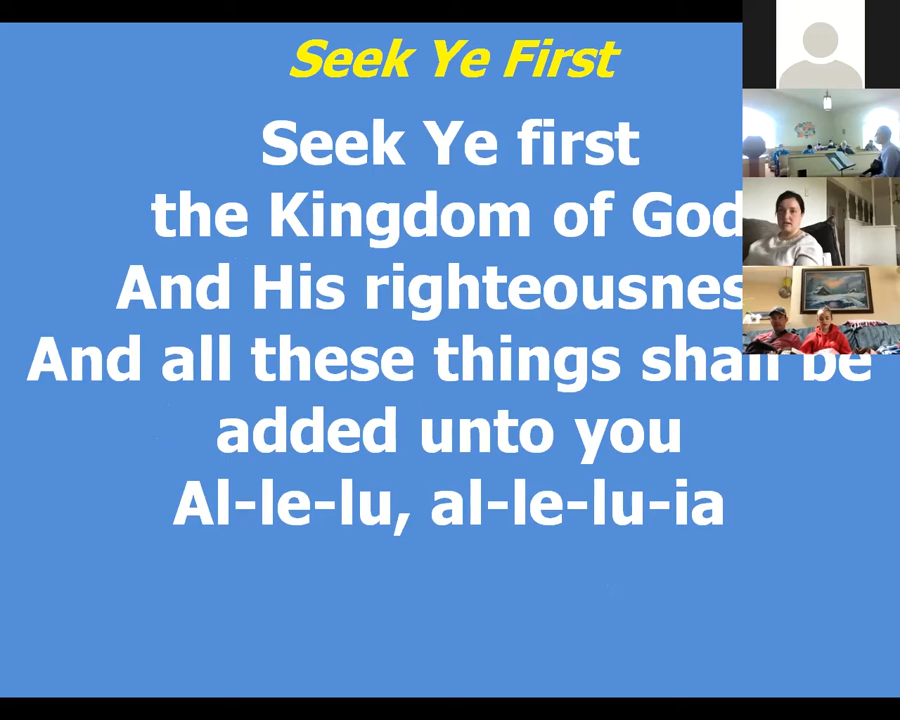 Seek Ye First
Seek Ye first
the Kingdom of God
And His righteousnes
And all these things shall be
added unto you
Al-le-lu, al-le-lu-ia